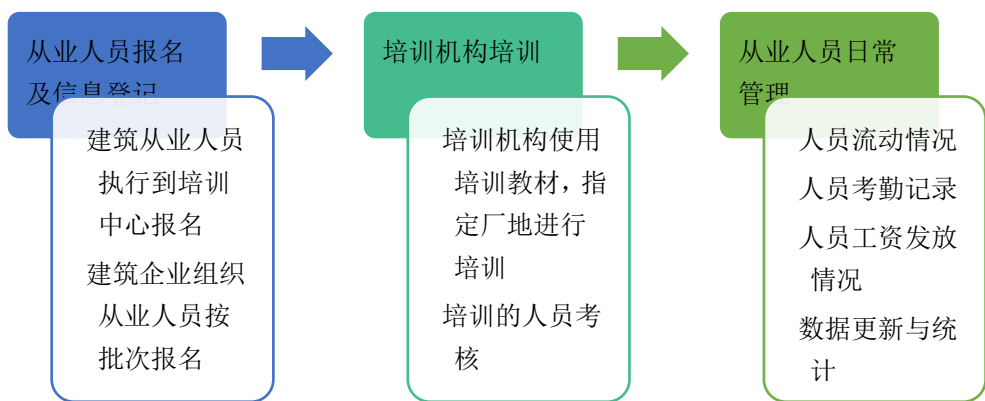 从业人员报名
及信息登记
建筑从业人员
执行到培训
中心报名
建筑企业组织
从业人员按
批次报名
培训机构培训
培训机构使用
培训教材，指
定厂地进行
培训
培训的人员考
核
从业人员日常
管理
人员流动情况
人员考勤记录
人员工资发放
情况
数据更新与统
计